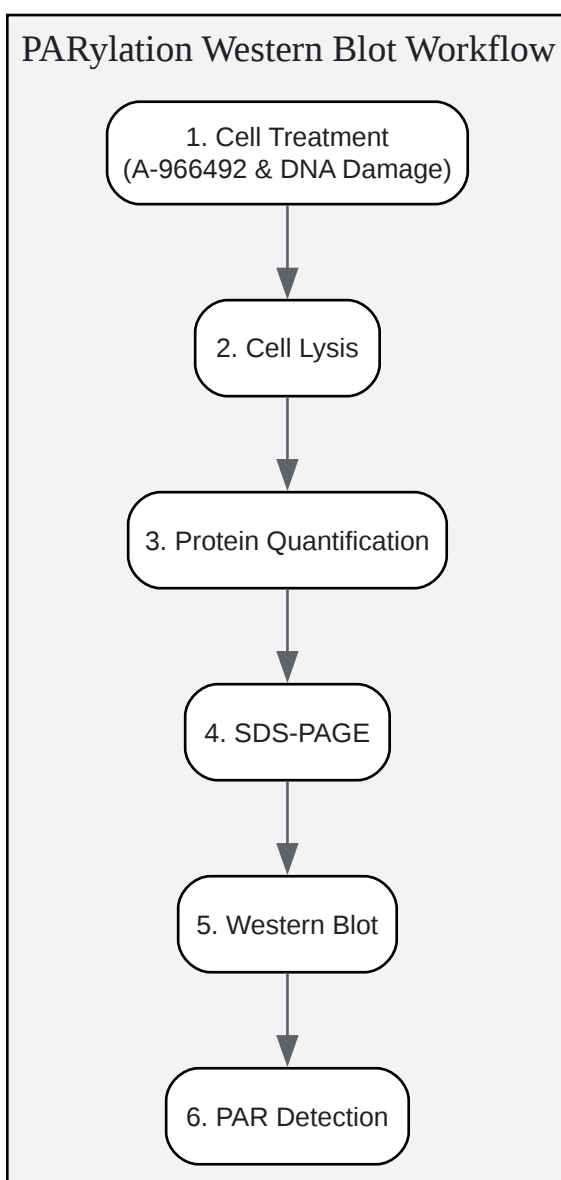 PARylation Western Blot Workflow
1. Cell Treatment
(A-966492 & DNA Damage)
2. Cell Lysis
3. Protein Quantification
4. SDS-PAGE
5. Western Blot
6. PAR Detection